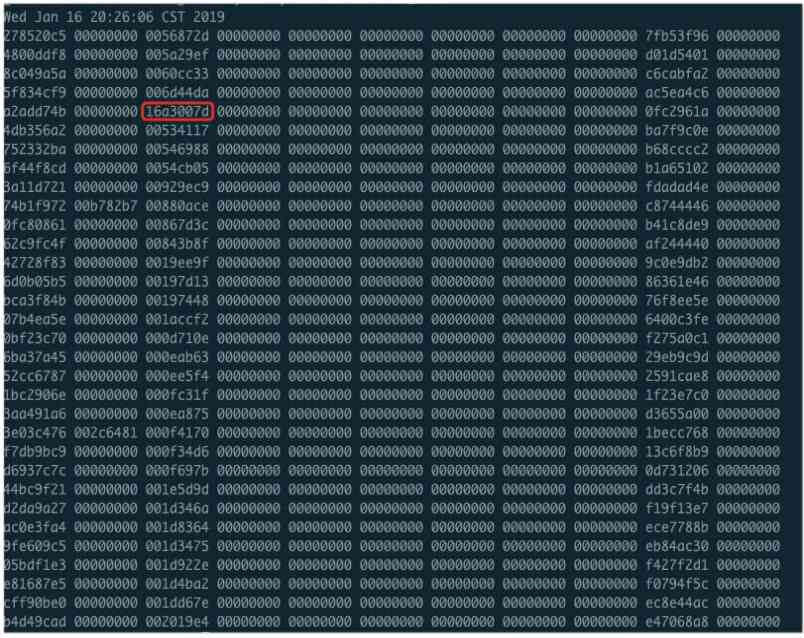 Wed Jan 16 20:26:06 CST 2019
278520c5 00000000 0056872d 00000000 00000000 00000000 00000000 00000000 00000000 7fb53f96 00000000
4800ddf8 00000000 005a29ef 00000000 00000000 00000000 00000000 00000000 00000000 d01d5401 00000000
8c049a5a 00000000 0060cc33 00000000 00000000 00000000 00000000 00000000 00000000 c6cabfa2 00000000
5f834cf9 00000000 006d44da 00000000 00000000 00000000 00000000 00000000 00000000 ac5ea4c6 00000000
a2add74b 00000000 16a3007d 00000000 00000000 00000000 00000000 00000000 00000000 0fc2961a 00000000
4db356a2 00000000 00534117 00000000 00000000 00000000 00000000 00000000 00000000 ba7f9c0e 00000000
752332ba 00000000 00546988 00000000 00000000 00000000 00000000 00000000 00000000 b68cccc2 00000000
6f44f8cd 00000000 0054cb05 00000000 00000000 00000000 00000000 00000000 00000000 b1a65102 00000000
3a11d721 00000000 00929ec9 00000000 00000000 00000000 00000000 00000000 00000000 fdadad4e 00000000
74b1f972 00b782b7 00880ace 00000000 00000000 00000000 00000000 00000000 00000000 c8744446 00000000
0fc80861 00000000 00867d3c 00000000 00000000 00000000 00000000 00000000 00000000 b41c8de9 00000000
62c9fc4f 00000000 00843b8f 00000000 00000000 00000000 00000000 00000000 00000000 af244440 00000000
42728f83 00000000 0019ee9f 00000000 00000000 00000000 00000000 00000000 00000000 9c0e9db2 00000000
6d0b05b5 00000000 00197d13 00000000 00000000 00000000 00000000 00000000 00000000 86361e46 00000000
bca3f84b 00000000 00197448 00000000 00000000 00000000 00000000 00000000 00000000 76f8ee5e 00000000
07b4ea5e 00000000 001accf2 00000000 00000000 00000000 00000000 00000000 00000000 6400c3fe 00000000
0bf23c70 00000000 000d710e 00000000 00000000 00000000 00000000 00000000 00000000 f275a0c1 00000000
6ba37a45 00000000 000eab63 00000000 00000000 00000000 00000000 00000000 00000000 29eb9c9d 00000000
52cc6787 00000000 000ee5f4 00000000 00000000 00000000 00000000 00000000 00000000 2591cae8 00000000
1bc2906e 00000000 000fc31f 00000000 00000000 00000000 00000000 00000000 00000000 1f23e7c0 00000000
3aa491a6 00000000 000ea875 00000000 00000000 00000000 00000000 00000000 00000000 d3655a00 00000000
3e03c476 002c6481 000f4170 00000000 00000000 00000000 00000000 00000000 00000000 1becc768 00000000
f7db9bc9 00000000 000f34d6 00000000 00000000 00000000 00000000 00000000 00000000 13c6f8b9 00000000
d6937c7c 00000000 000f697b 00000000 00000000 00000000 00000000 00000000 00000000 0d731206 00000000
44bc9f21 00000000 001e5d9d 00000000 00000000 00000000 00000000 00000000 00000000 dd3c7f4b 00000000
d2da9a27 00000000 001d346a 00000000 00000000 00000000 00000000 00000000 00000000 f19f13e7 00000000
ac0e3fa4 00000000 001d8364 00000000 00000000 00000000 00000000 00000000 00000000 ece7788b 00000000
9fe609c5 00000000 001d3475 00000000 00000000 00000000 00000000 00000000 00000000 eb84ac30 00000000
05bdf1e3 00000000 001d922e 00000000 00000000 00000000 00000000 00000000 00000000 f427f2d1 00000000
e81687e5 00000000 001d4ba2 00000000 00000000 00000000 00000000 00000000 00000000 f0794f5c 00000000
cff90be0 00000000 001dd67e 00000000 00000000 00000000 00000000 00000000 00000000 ec8e44ac 00000000
b4d49cad 00000000 002019e4 00000000 00000000 00000000 00000000 00000000 00000000 e47068a8 00000000